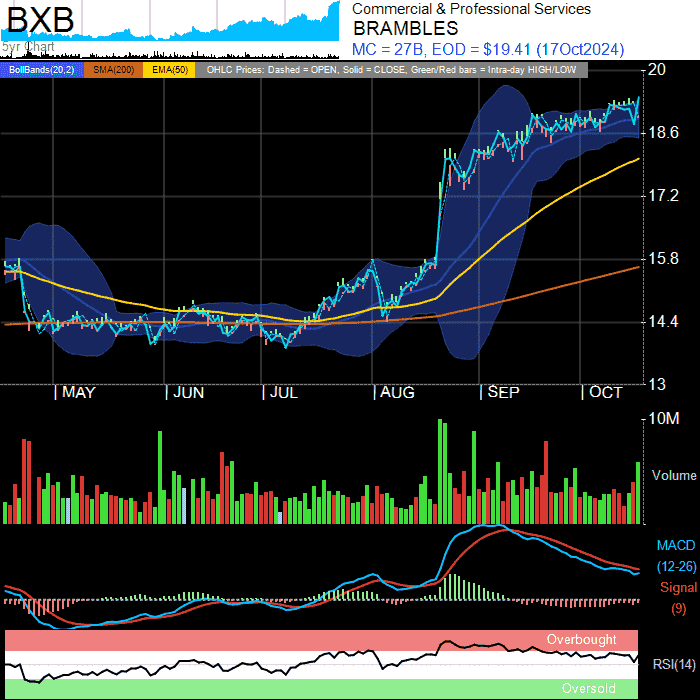 BXB
5yr Chart
Commercial & Professional Services
BRAMBLES
MC = 27B, EOD = $19.41 (17Oct2024)
BollBands(20,2) SMA(200) EMA(50) OHLC Prices: Dashed = OPEN, Solid = CLOSE, Green/Red bars = Intra-day HIGH/LOW
20
18.6
17.2
15.8
14.4
13
MAY JUN JUL AUG SEP OCT
10M
Volume
MACD
(12-26)
Signal
(9)
Overbought
RSI(14)
Oversold